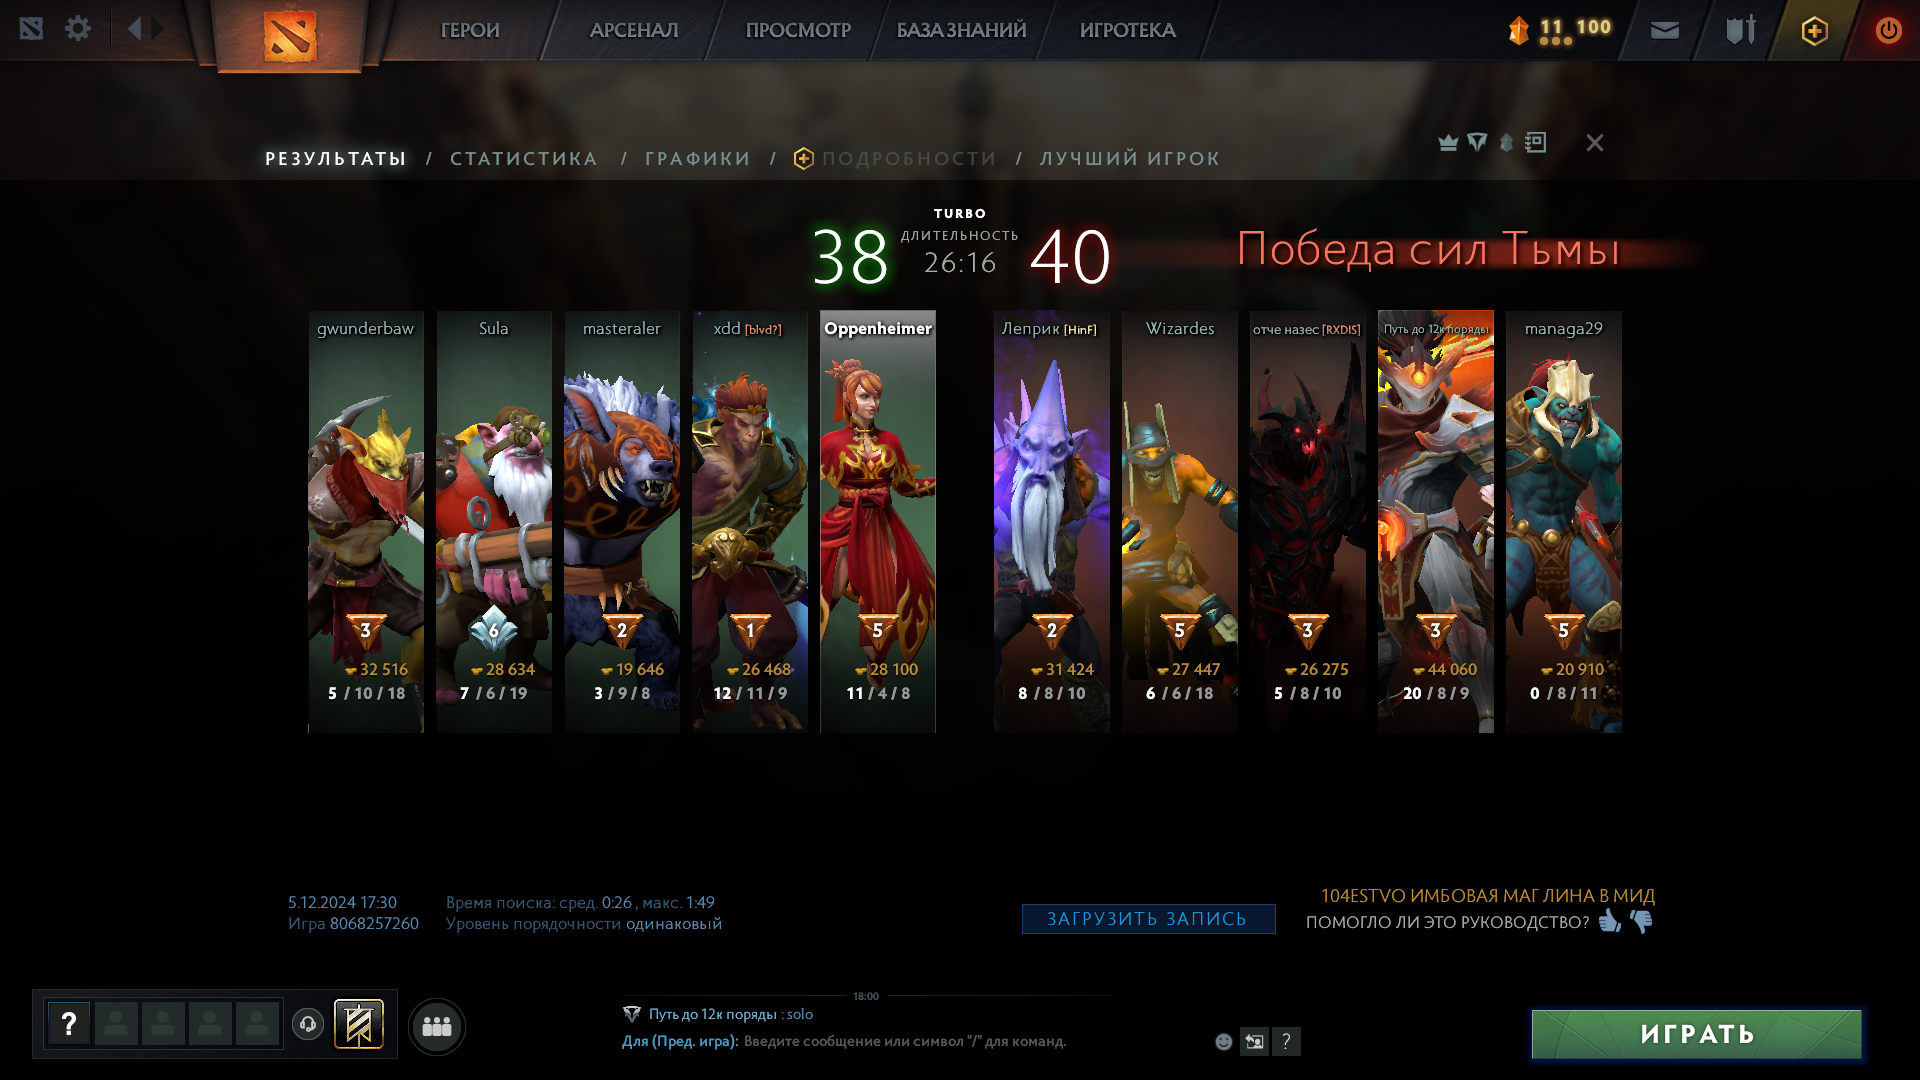 ГЕРОИ
АРСЕНАЛ
ПРОСМОТР
БАЗА ЗНАНИЙ
ИГРОТЕКА
11 100
РЕЗУЛЬТАТЫ / СТАТИСТИКА / ГРАФИКИ / ПОДРОБНОСТИ / ЛУЧШИЙ ИГРОК
TURBO
38
ДЛИТЕЛЬНОСТЬ
26:16
40
Победа сил Тьмы
gwunderbaw
3
32 516
5 / 10 / 18
Sula
6
28 634
7 / 6 / 19
masteraler
2
19 646
3 / 9 / 8
xdd [blvd?]
1
26 468
12 / 11 / 9
Oppenheimer
5
28 100
11 / 4 / 8
Леприк [HinF]
2
31 424
8 / 8 / 10
Wizardes
5
27 447
6 / 6 / 18
отче назес [RXDIS]
3
26 275
5 / 8 / 10
Путь до 12к поряды
3
44 060
20 / 8 / 9
managa29
5
20 910
0 / 8 / 11
5.12.2024 17:30
Игра 8068257260
Время поиска: сред. 0:26 , макс. 1:49
Уровень порядочности одинаковый
ЗАГРУЗИТЬ ЗАПИСЬ
104ESTVO ИМБОВАЯ МАГ ЛИНА В МИД
ПОМОГЛО ЛИ ЭТО РУКОВОДСТВО?
?
18:00
Путь до 12к поряды : solo
Для (Пред. игра): Введите сообщение или символ "/" для команд.
?
ИГРАТЬ